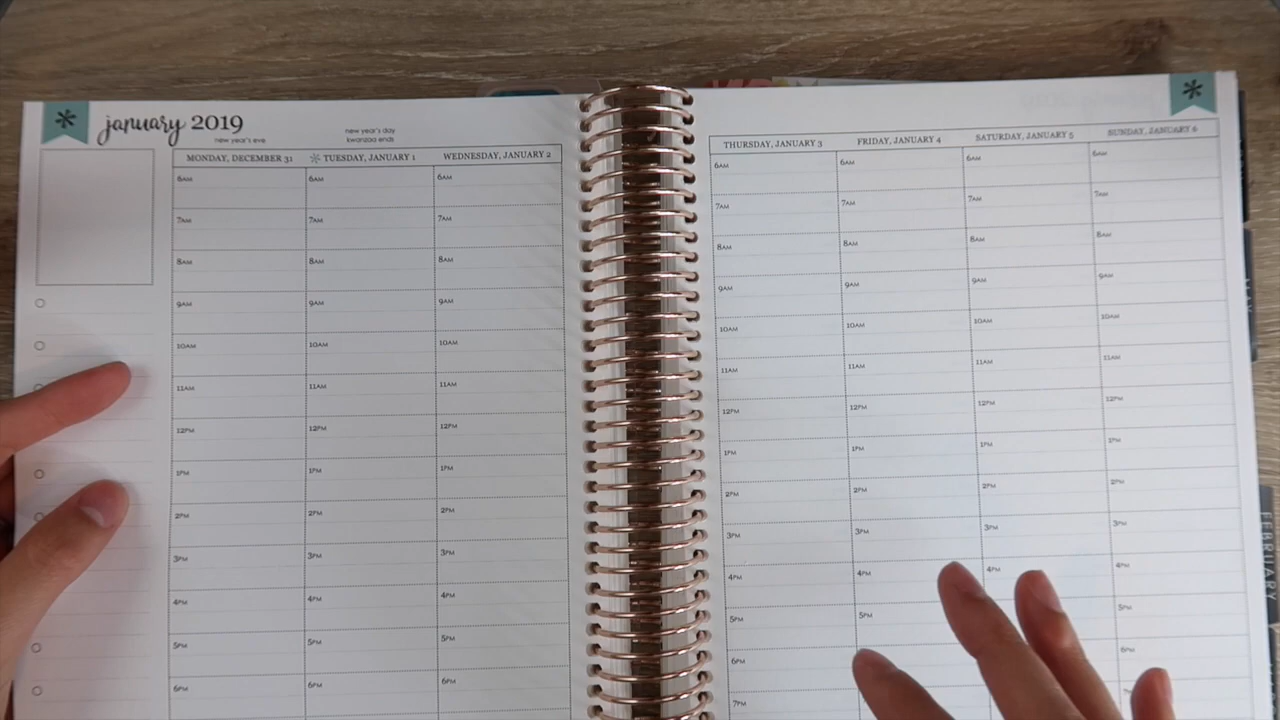 january 2019
new year's eve
new year's day
kwanzaa ends
MONDAY, DECEMBER 31
TUESDAY, JANUARY 1
WEDNESDAY, JANUARY 2
6AM 6AM 6AM
7AM 7AM 7AM
8AM 8AM 8AM
9AM 9AM 9AM
10AM 10AM 10AM
11AM 11AM 11AM
12PM 12PM 12PM
1PM 1PM 1PM
2PM 2PM 2PM
3PM 3PM 3PM
4PM 4PM 4PM
5PM 5PM 5PM
6PM 6PM 6PM
THURSDAY, JANUARY 3
FRIDAY, JANUARY 4
SATURDAY, JANUARY 5
SUNDAY, JANUARY 6
6AM 6AM 6AM 6AM
7AM 7AM 7AM 7AM
8AM 8AM 8AM 8AM
9AM 9AM 9AM 9AM
10AM 10AM 10AM 10AM
11AM 11AM 11AM 11AM
12PM 12PM 12PM 12PM
1PM 1PM 1PM 1PM
2PM 2PM 2PM 2PM
3PM 3PM 3PM 3PM
4PM 4PM 4PM 4PM
5PM 5PM 5PM
6PM 6PM
7PM
MAY
FEBRUARY